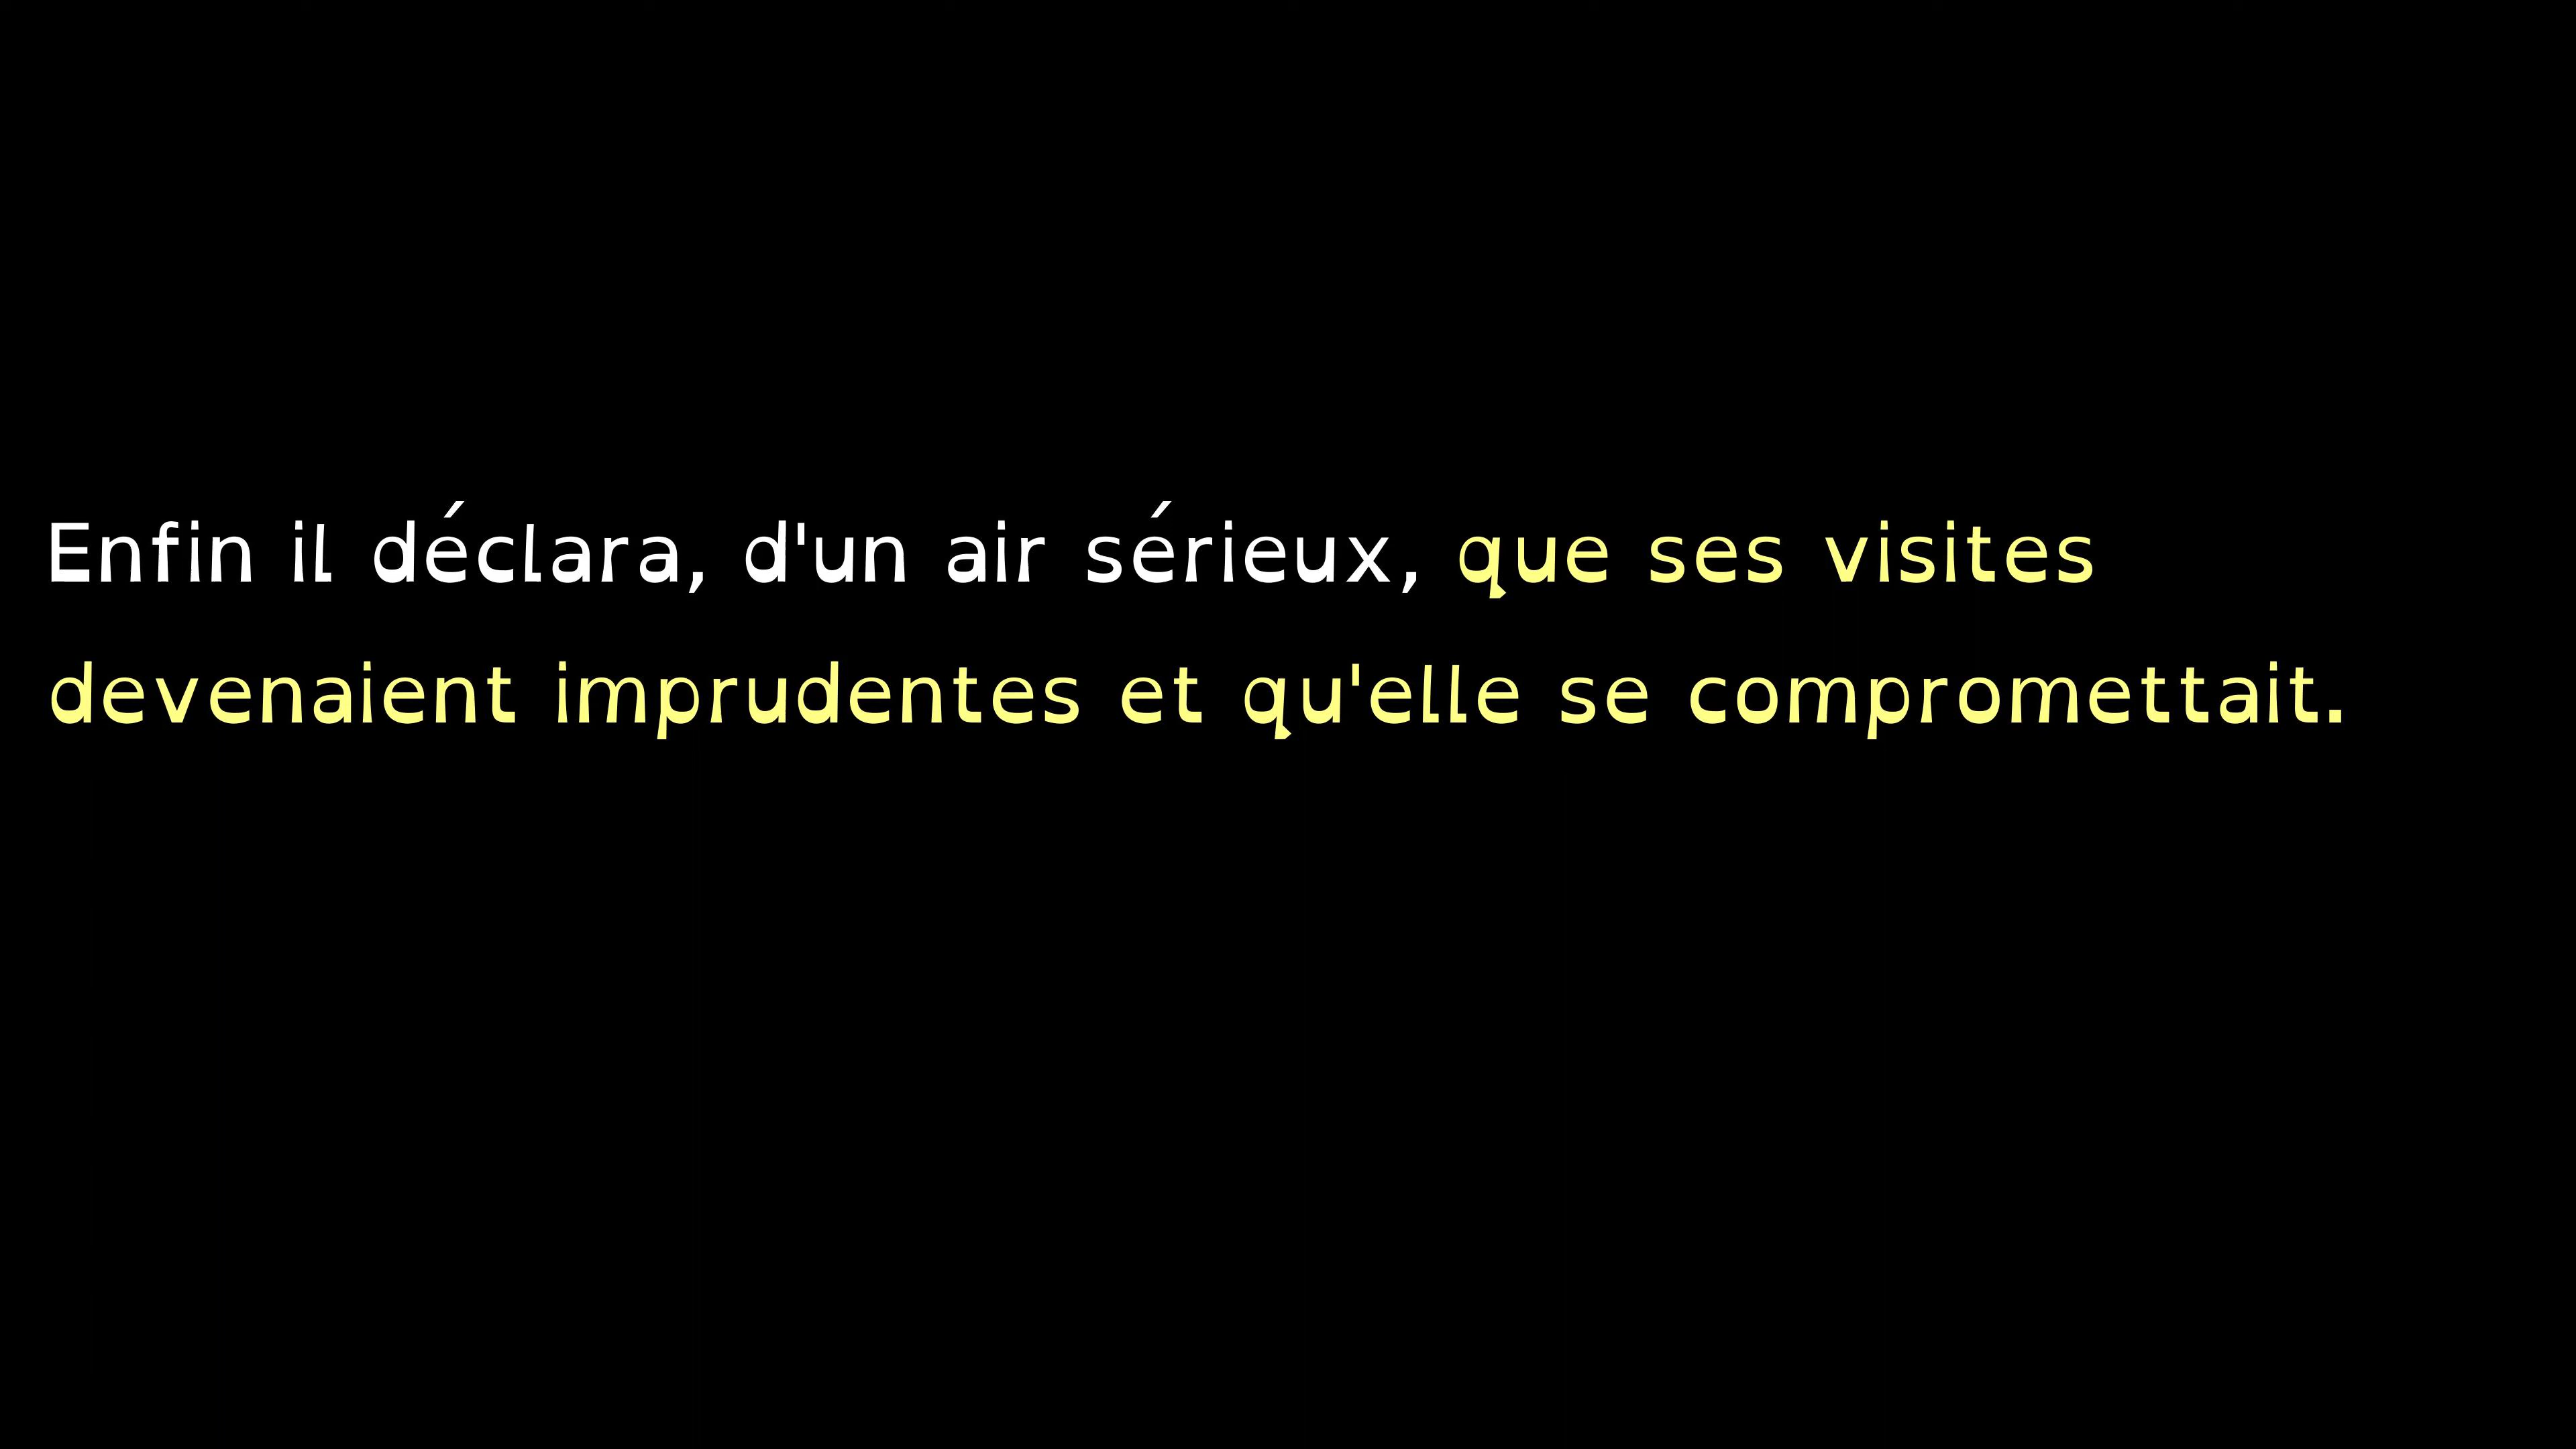 Enfin il déclara, d'un air sérieux, que ses visites
devenaient imprudentes et qu'elle se compromettait.